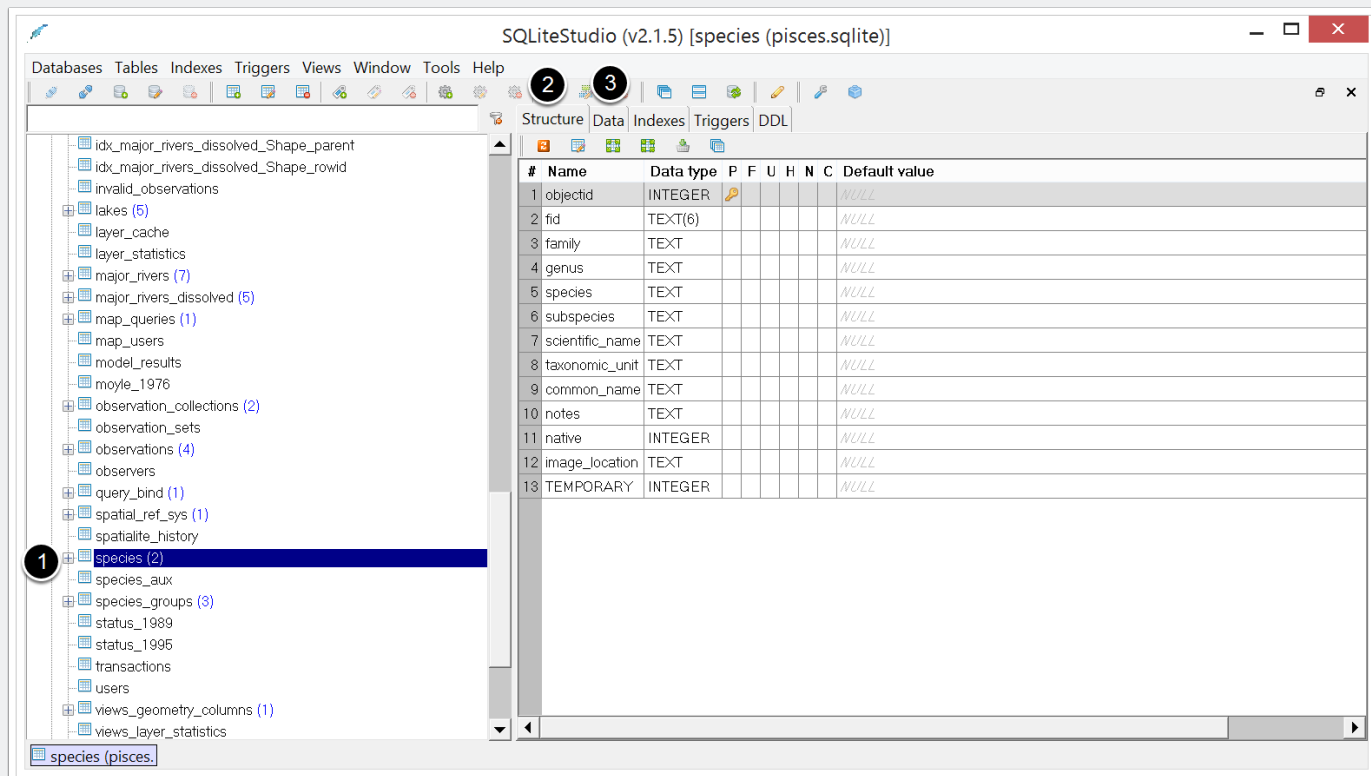 SQLiteStudio (v2.1.5) [species (pisces.sqlite)]
Databases Tables Indexes Triggers Views Window Tools Help
2 3
Structure Data Indexes Triggers DDL
idx_major_rivers_dissolved_Shape_parent
idx_major_rivers_dissolved_Shape_rowid
invalid_observations
lakes (5)
layer_cache
layer_statistics
major_rivers (7)
major_rivers_dissolved (5)
map_queries (1)
map_users
model_results
moyle_1976
observation_collections (2)
observation_sets
observations (4)
observers
query_bind (1)
spatial_ref_sys (1)
spatialite_history
1 species (2)
species_aux
species_groups (3)
status_1989
status_1995
transactions
users
views_geometry_columns (1)
views_layer_statistics
# Name Data type P F U H N C Default value
1 objectid INTEGER NULL
2 fid TEXT(6) NULL
3 family TEXT NULL
4 genus TEXT NULL
5 species TEXT NULL
6 subspecies TEXT NULL
7 scientific_name TEXT NULL
8 taxonomic_unit TEXT NULL
9 common_name TEXT NULL
10 notes TEXT NULL
11 native INTEGER NULL
12 image_location TEXT NULL
13 TEMPORARY INTEGER NULL
species (pisces.